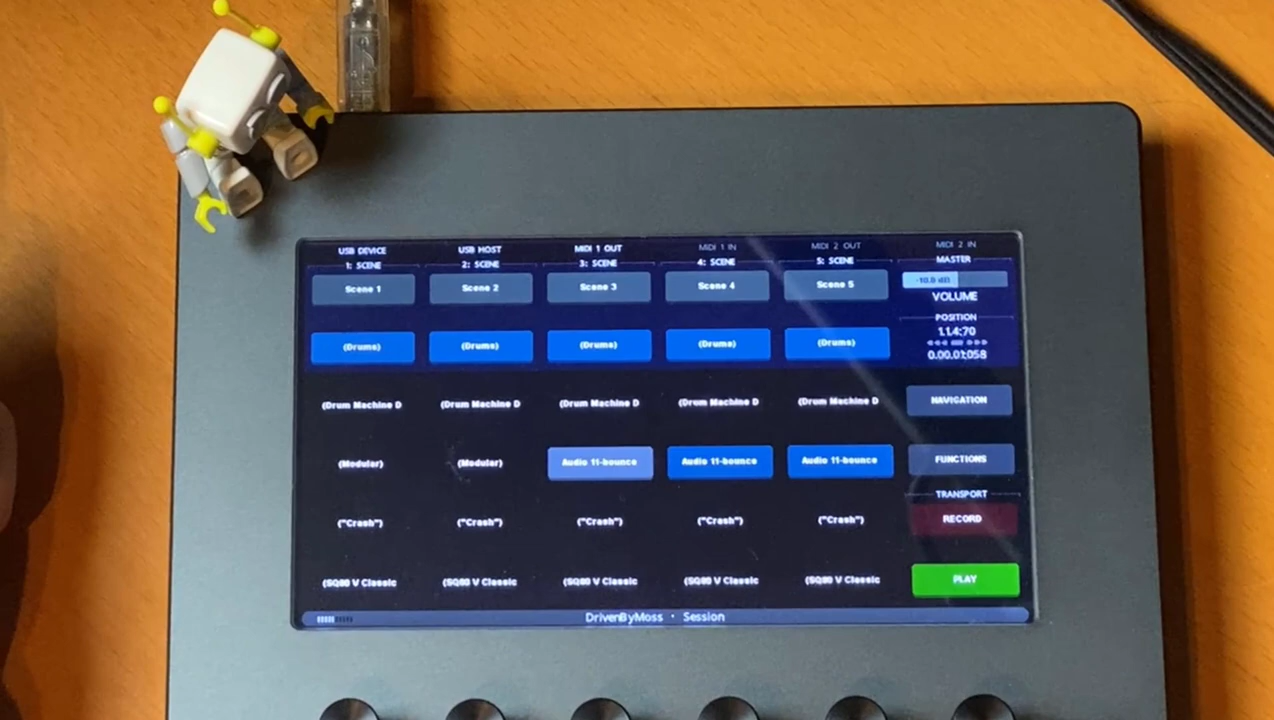 USB DEVICE USB HOST MIDI 1 OUT MIDI 1 IN MIDI 2 OUT MIDI 2 IN
1: SCENE 2: SCENE 3: SCENE 4: SCENE 5: SCENE MASTER
Scene 1 Scene 2 Scene 3 Scene 4 Scene 5 -10.0 dB
VOLUME
POSITION
(Drums) (Drums) (Drums) (Drums) (Drums) 1.1.4:70
0.00.01:058
(Drum Machine D (Drum Machine D (Drum Machine D (Drum Machine D (Drum Machine D NAVIGATION
(Modular) (Modular) Audio 11-bounce Audio 11-bounce Audio 11-bounce FUNCTIONS
TRANSPORT
("Crash") ("Crash") ("Crash") ("Crash") ("Crash") RECORD
(SQ80 V Classic (SQ80 V Classic (SQ80 V Classic (SQ80 V Classic (SQ80 V Classic PLAY
DrivenByMoss · Session